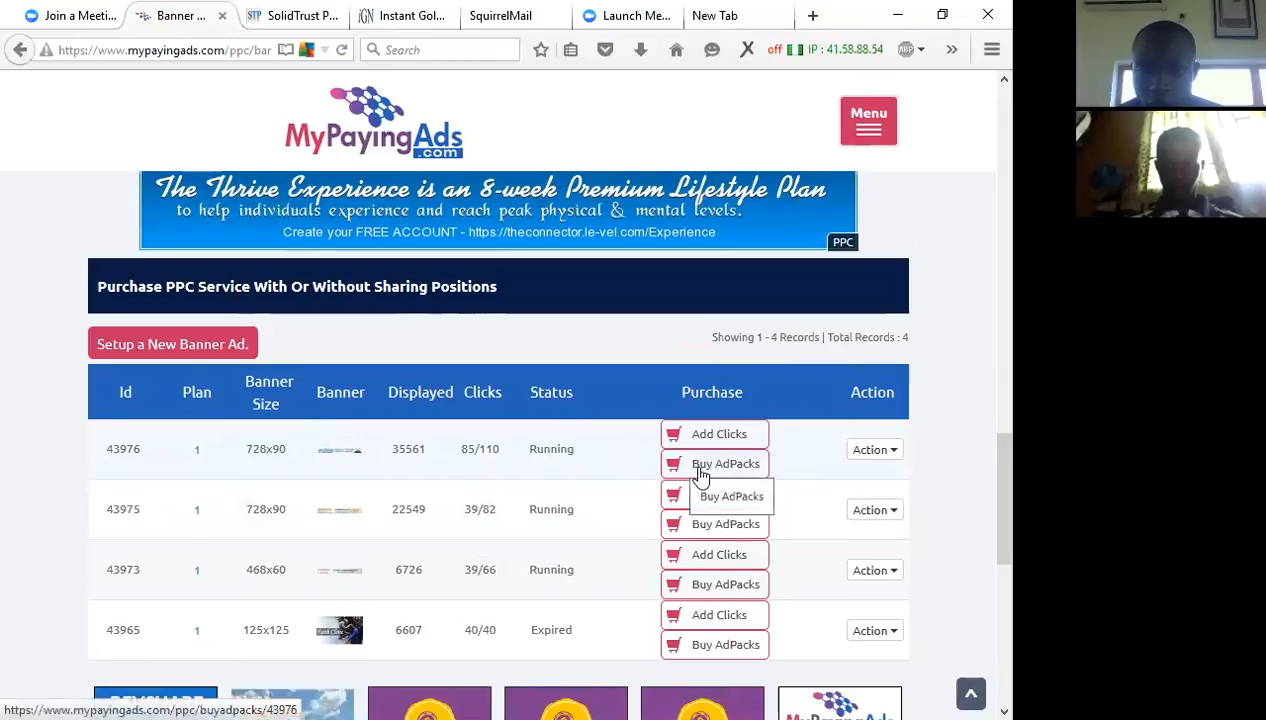 Join a Meeti...
Banner ...
SolidTrust P...
Instant Gol...
SquirrelMail
Launch Me...
New Tab
https://www.mypayingads.com/ppc/bar
Search
off
IP : 41.58.88.54
ABP
MyPayingAds
.com
Menu
The Thrive Experience is an 8-week Premium Lifestyle Plan
to help individuals experience and reach peak physical & mental levels.
Create your FREE ACCOUNT - https://theconnector.le-vel.com/Experience
PPC
Purchase PPC Service With Or Without Sharing Positions
Setup a New Banner Ad.
Showing 1 - 4 Records | Total Records : 4
Id Plan Banner Size Banner Displayed Clicks Status Purchase Action
43976 1 728x90 35561 85/110 Running Add Clicks Action
Buy AdPacks
Buy AdPacks
43975 1 728x90 22549 39/82 Running Buy AdPacks Action
43973 1 468x60 6726 39/66 Running Add Clicks Action
Buy AdPacks
43965 1 125x125 6607 40/40 Expired Add Clicks Action
Buy AdPacks
MyPayingAds
https://www.mypayingads.com/ppc/buyadpacks/43976